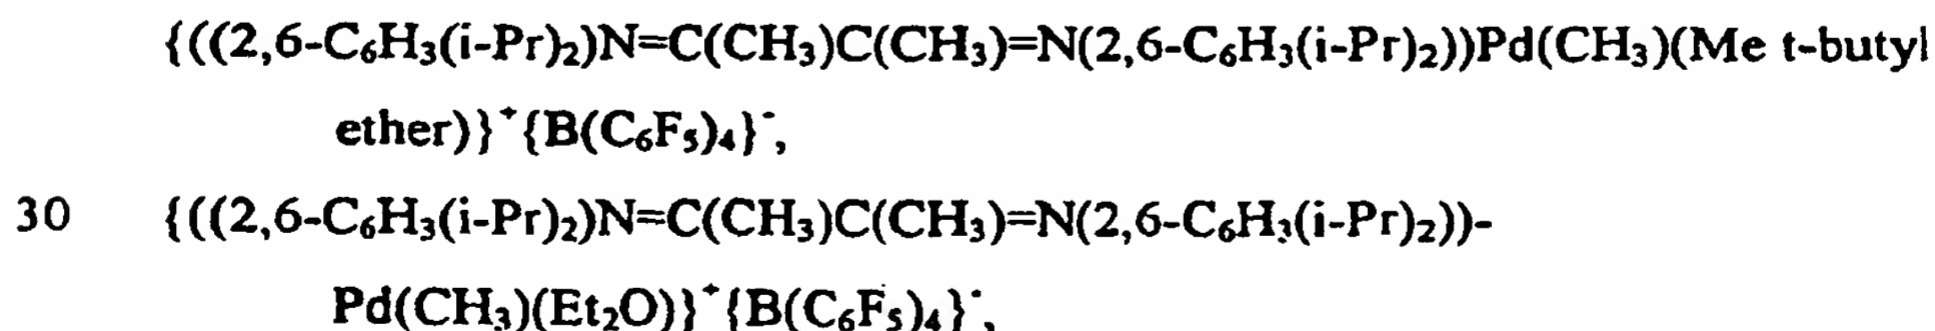 {(((2,6-C₆H₃(i-Pr)₂)N=C(CH₃)C(CH₃)=N(2,6-C₆H₃(i-Pr)₂))Pd(CH₃)(Me t-butyl
ether)}⁺{B(C₆F₅)₄}⁻,
30 {(((2,6-C₆H₃(i-Pr)₂)N=C(CH₃)C(CH₃)=N(2,6-C₆H₃(i-Pr)₂))-
Pd(CH₃)(Et₂O)}⁺{B(C₆F₅)₄}⁻,